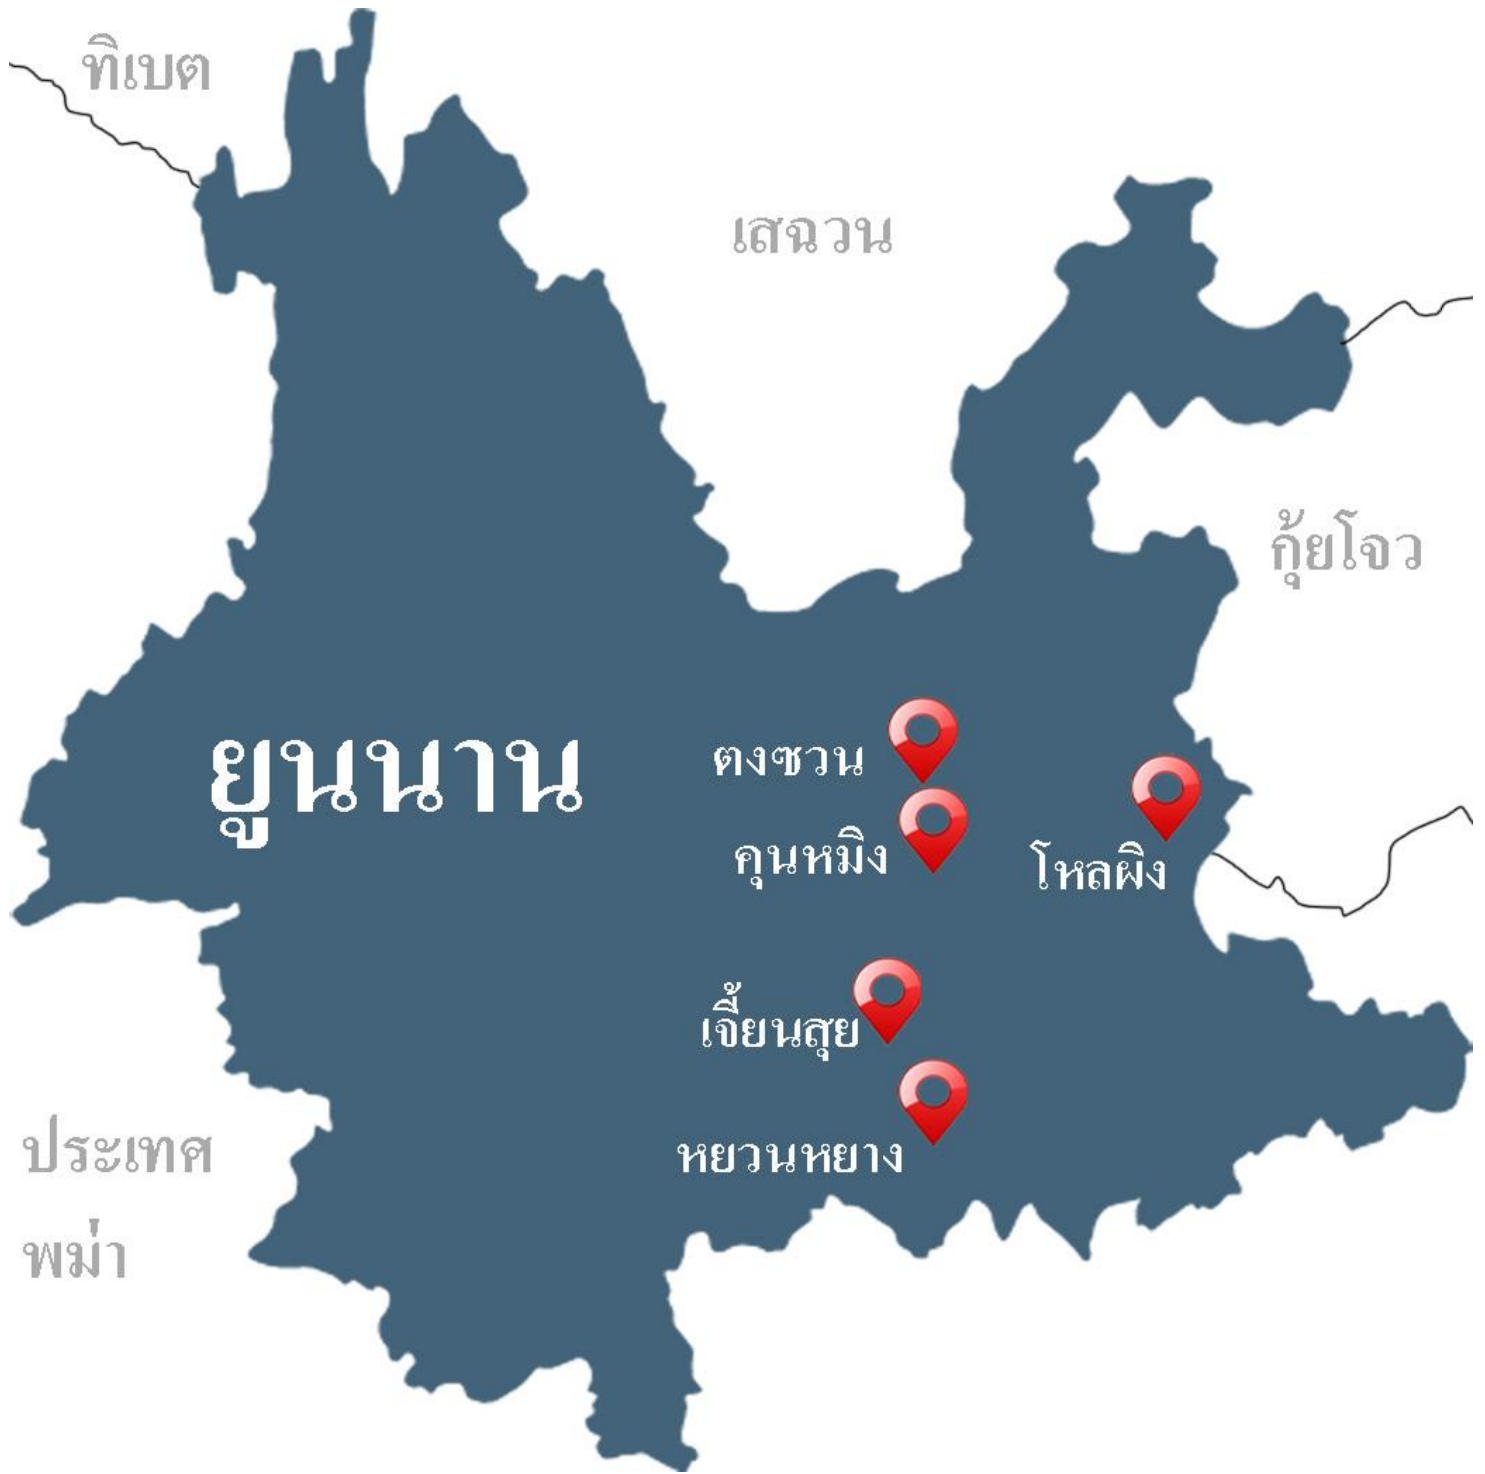 ทิเบต
เสฉวน
กุ้ยโจว
ยูนนาน
ตงชวน
คุนหมิง
โหลผิง
เจี้ยนสุย
หยวนหยาง
ประเทศ
พม่า